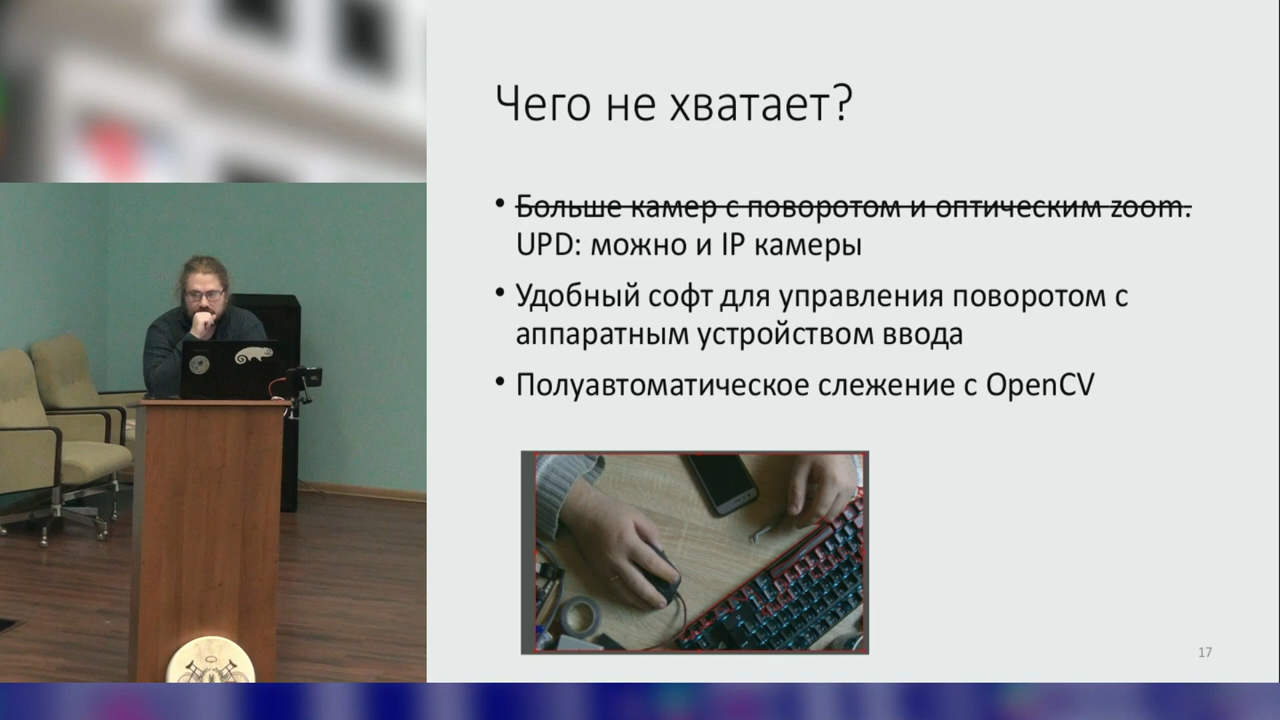 Чего не хватает?
• Больше камер с поворотом и оптическим zoom.
UPD: можно и IP камеры
• Удобный софт для управления поворотом с
аппаратным устройством ввода
• Полуавтоматическое слежение с OpenCV
17